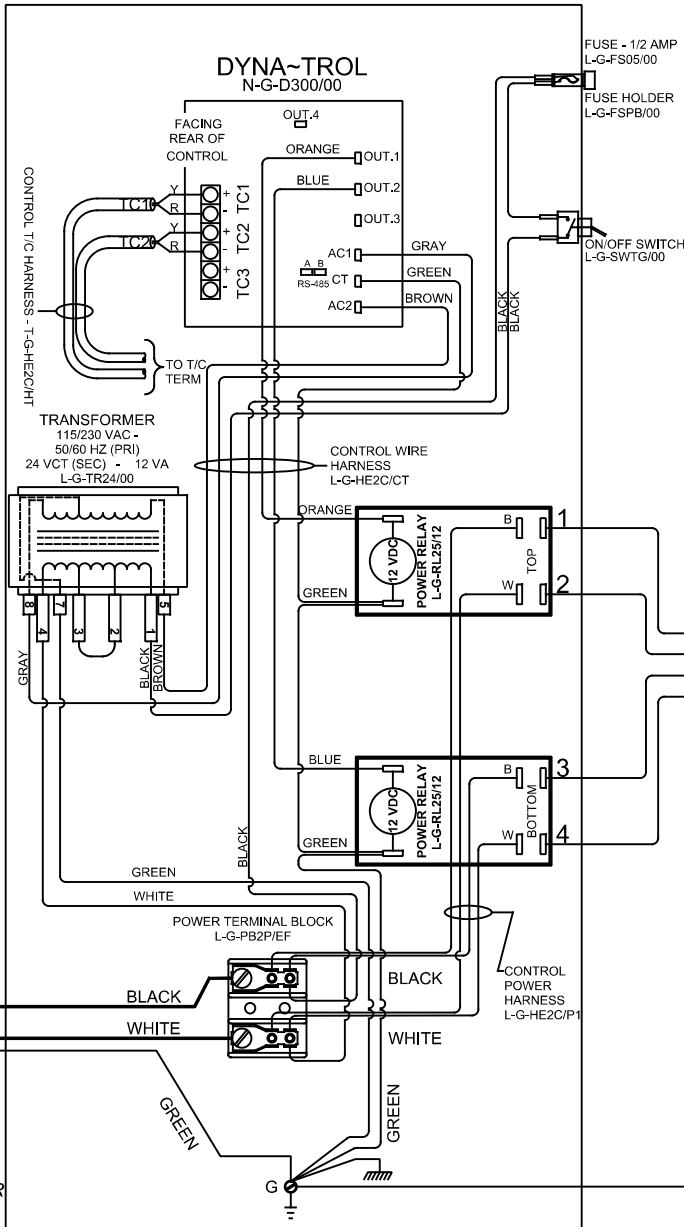 FUSE - 1/2 AMP
L-G-FS05/00
FUSE HOLDER
L-G-FSPB/00
DYNA~TROL
N-G-D300/00
OUT.4
FACING
REAR OF
CONTROL
ORANGE
OUT.1
BLUE
OUT.2
OUT.3
TC1
Y
R
+
-
TC1
TC2
Y
R
+
-
TC2
+
-
TC3
A B
RS-485
AC1
GRAY
CT
GREEN
AC2
BROWN
ON/OFF SWITCH
L-G-SWTG/00
BLACK
BLACK
CONTROL T/C HARNESS - T-G-HE2C/HT
TO T/C
TERM
TRANSFORMER
115/230 VAC -
50/60 HZ (PRI)
24 VCT (SEC) - 12 VA
L-G-TR24/00
CONTROL WIRE
HARNESS
L-G-HE2C/CT
ORANGE
12 VDC
POWER RELAY
L-G-RL25/12
B
W
TOP
1
2
GREEN
8
4
7
3
2
1
5
GRAY
BLACK
BROWN
BLUE
12 VDC
POWER RELAY
L-G-RL25/12
B
W
BOTTOM
3
4
GREEN
BLACK
GREEN
WHITE
POWER TERMINAL BLOCK
L-G-PB2P/EF
BLACK
BLACK
WHITE
WHITE
CONTROL
POWER
HARNESS
L-G-HE2C/P1
GREEN
GREEN
G